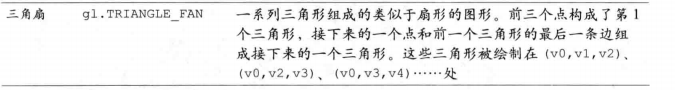 三角扇 gl.TRIANGLE_FAN 一系列三角形组成的类似于扇形的图形。前三个点构成了第1
个三角形，接下来的一个点和前一个三角形的最后一条边组
成接下来的一个三角形。这些三角形被绘制在 (v0,v1,v2)、
(v0,v2,v3)、(v0,v3,v4)……处